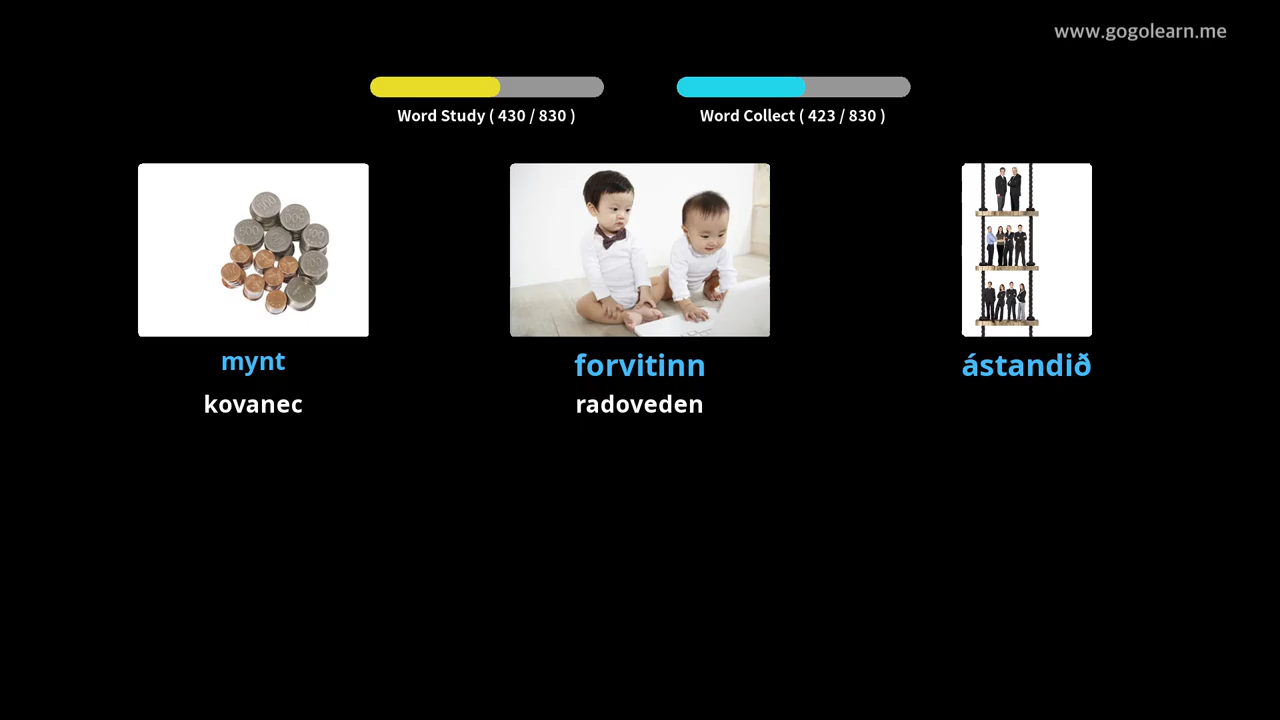 www.gogolearn.me
Word Study ( 430 / 830 )
Word Collect ( 423 / 830 )
mynt
forvitinn
ástandið
kovanec
radoveden